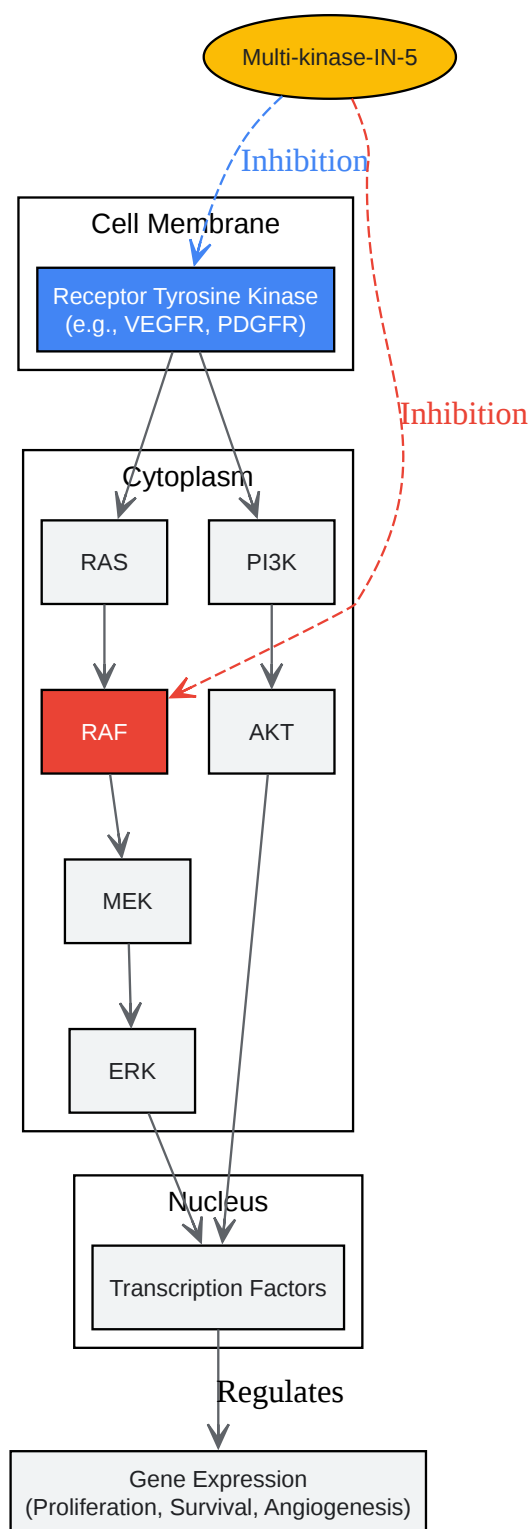 Multi-kinase-IN-5
Inhibition
Cell Membrane
Receptor Tyrosine Kinase
(e.g., VEGFR, PDGFR)
Inhibition
Cytoplasm
RAS
PI3K
RAF
AKT
MEK
ERK
Nucleus
Transcription Factors
Regulates
Gene Expression
(Proliferation, Survival, Angiogenesis)